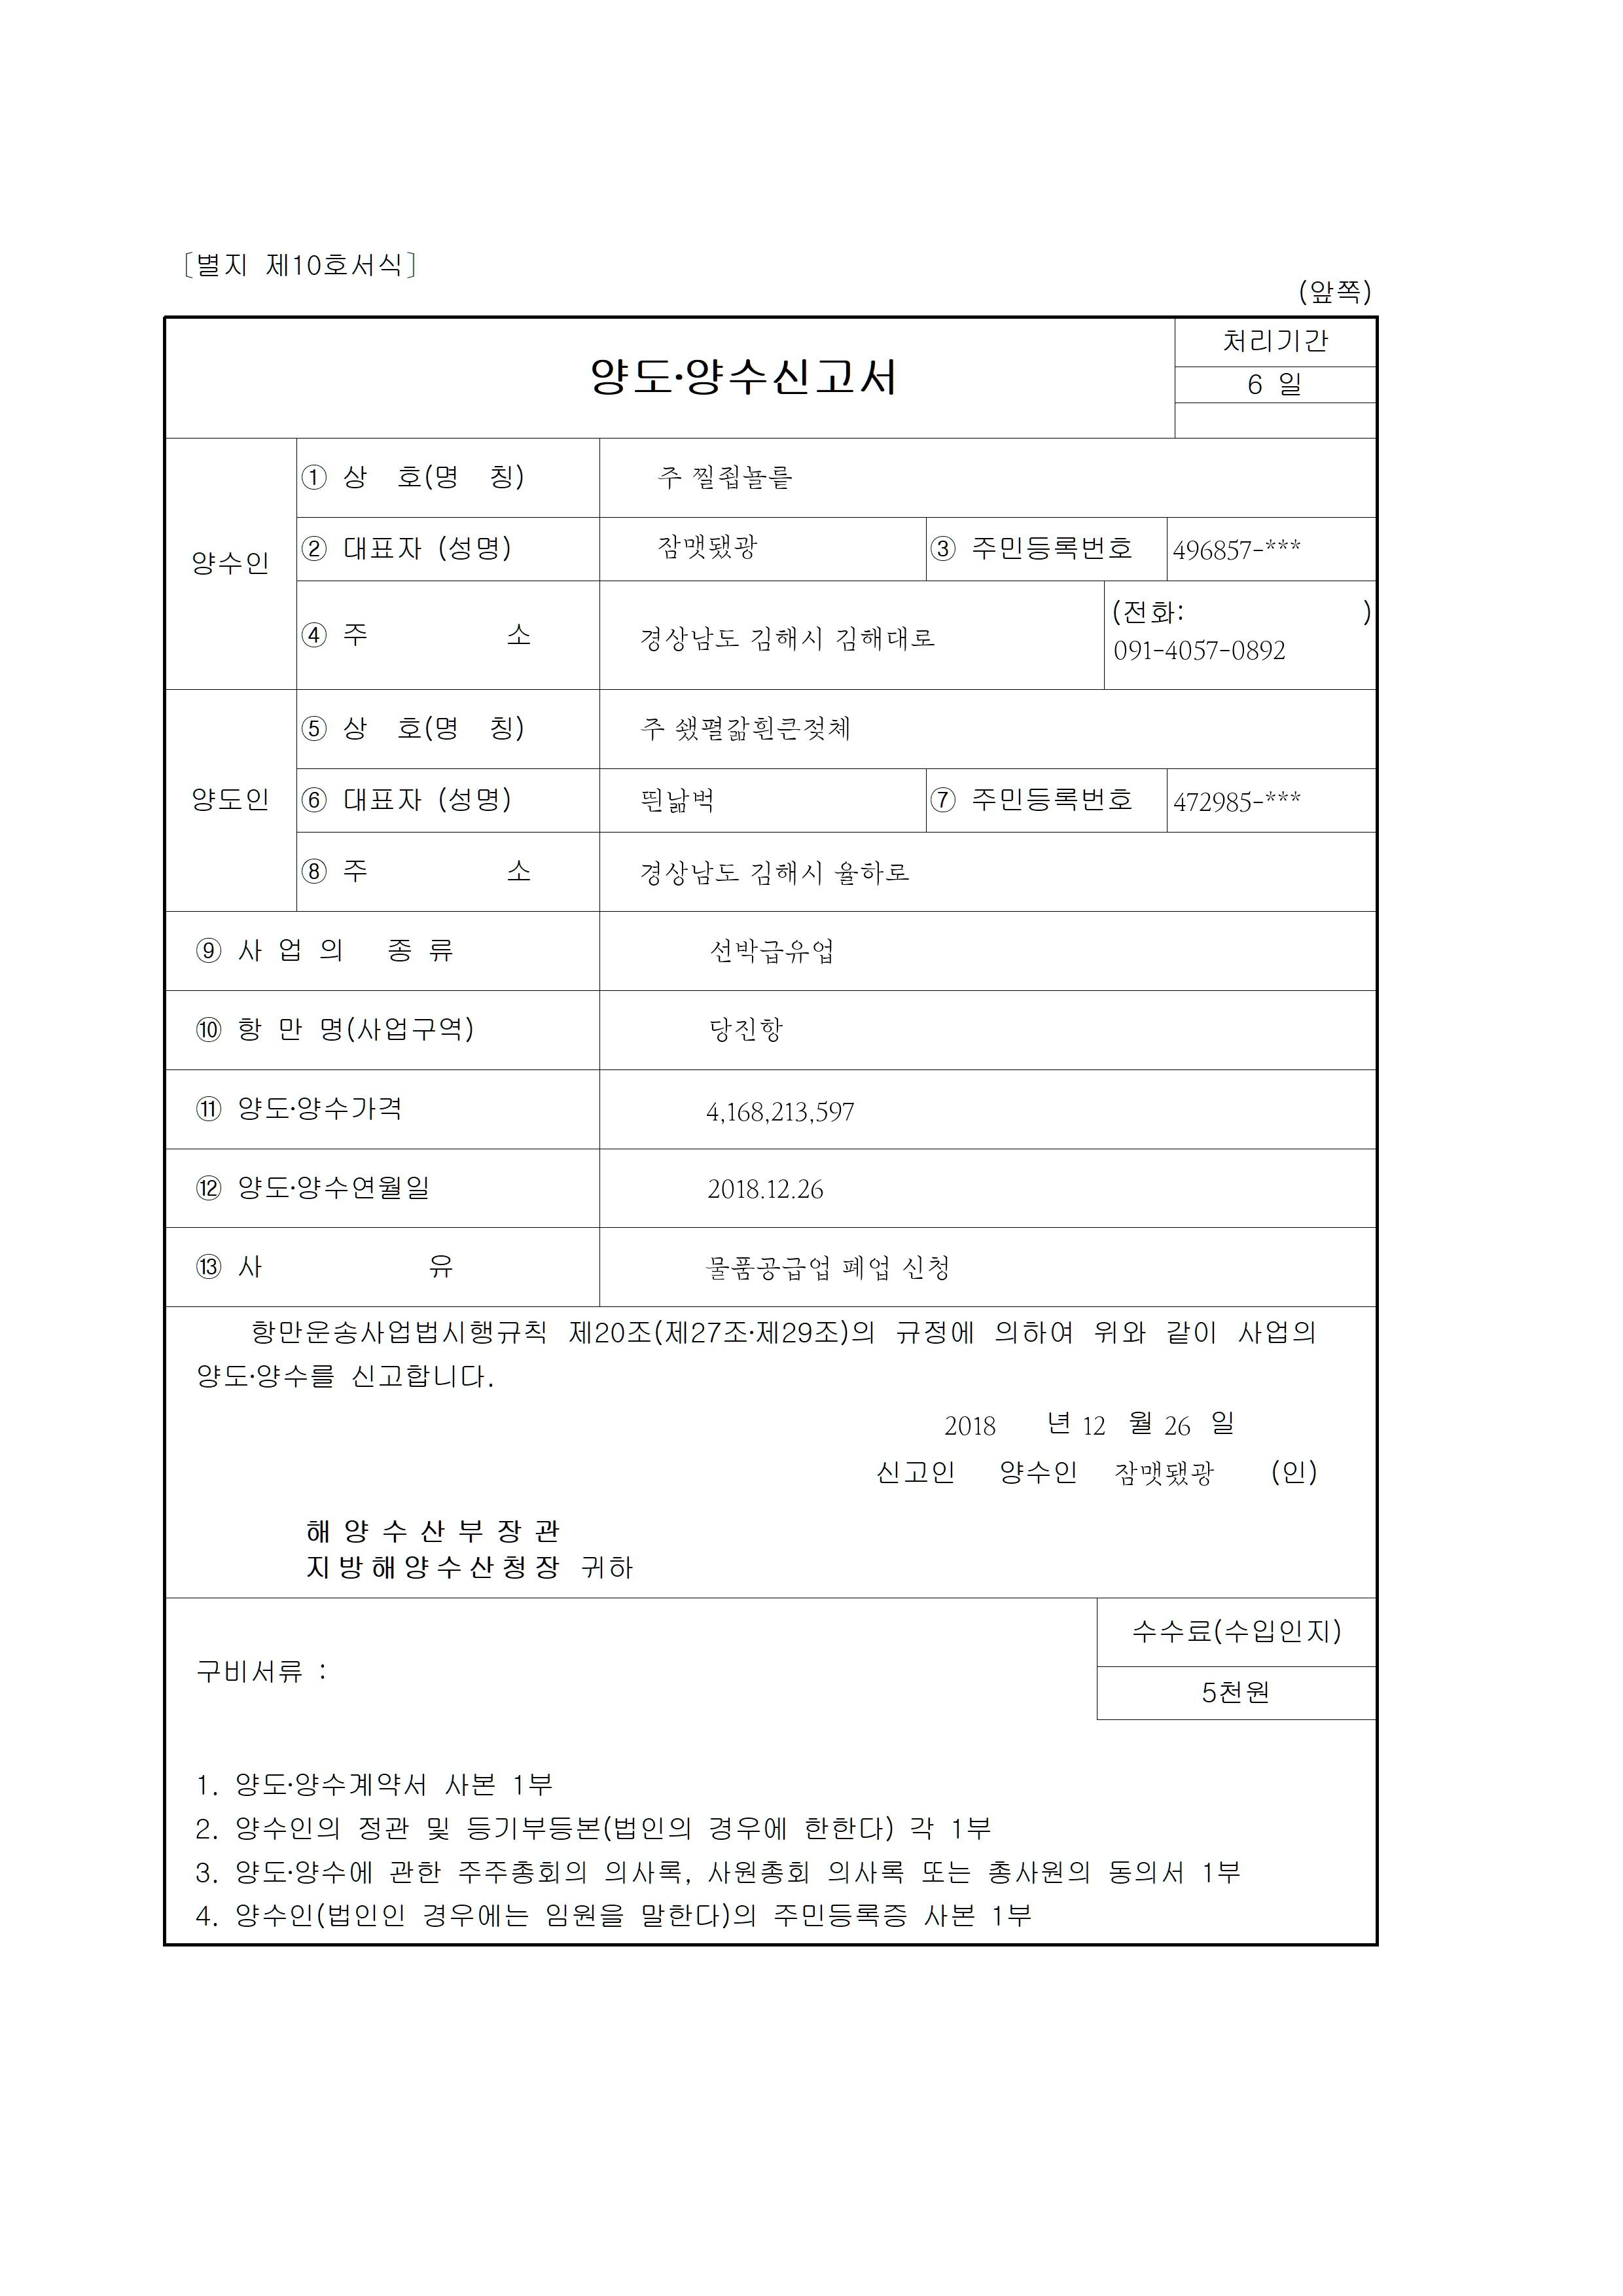 [별지 제10호서식]
(앞쪽)
양도·양수신고서
처리기간
6 일
양수인
① 상 호(명 칭) 주 찔죕뇰릍
② 대표자 (성명) 잠맷됐광 ③ 주민등록번호 496857-***
④ 주 소 경상남도 김해시 김해대로 (전화: )
091-4057-0892
양도인
⑤ 상 호(명 칭) 주 쐤펼갊흰큰젖체
⑥ 대표자 (성명) 띈낢벅 ⑦ 주민등록번호 472985-***
⑧ 주 소 경상남도 김해시 율하로
⑨ 사 업 의 종 류 선박급유업
⑩ 항 만 명(사업구역) 당진항
⑪ 양도·양수가격 4,168,213,597
⑫ 양도·양수연월일 2018.12.26
⑬ 사 유 물품공급업 폐업 신청
항만운송사업법시행규칙 제20조(제27조·제29조)의 규정에 의하여 위와 같이 사업의
양도·양수를 신고합니다.
2018 년 12 월 26 일
신고인 양수인 잠맷됐광 (인)
해 양 수 산 부 장 관
지방해양수산청장 귀하
구비서류 :
수수료(수입인지)
5천원
1. 양도·양수계약서 사본 1부
2. 양수인의 정관 및 등기부등본(법인의 경우에 한한다) 각 1부
3. 양도·양수에 관한 주주총회의 의사록, 사원총회 의사록 또는 총사원의 동의서 1부
4. 양수인(법인인 경우에는 임원을 말한다)의 주민등록증 사본 1부